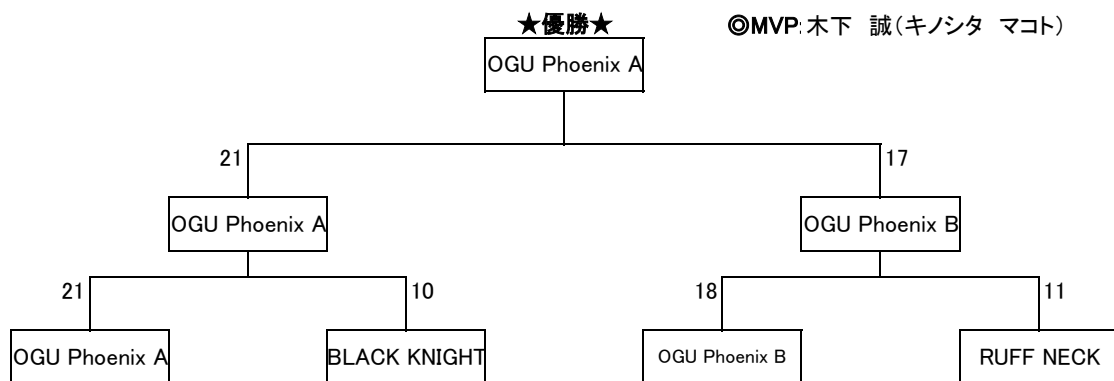 ★優勝★ ◎MVP:木下　誠(キノシタ　マコト)
OGU Phoenix A
21 17
OGU Phoenix A OGU Phoenix B
21 10 18 11
OGU Phoenix A BLACK KNIGHT OGU Phoenix B RUFF NECK